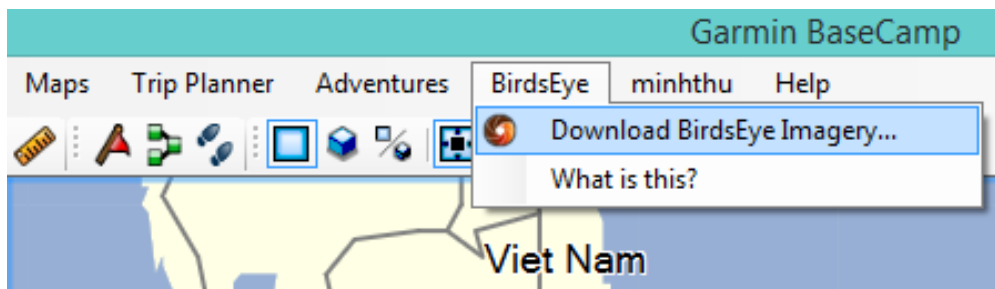 Garmin BaseCamp
Maps Trip Planner Adventures BirdsEye minhthu Help
Download BirdsEye Imagery...
What is this?
Viet Nam